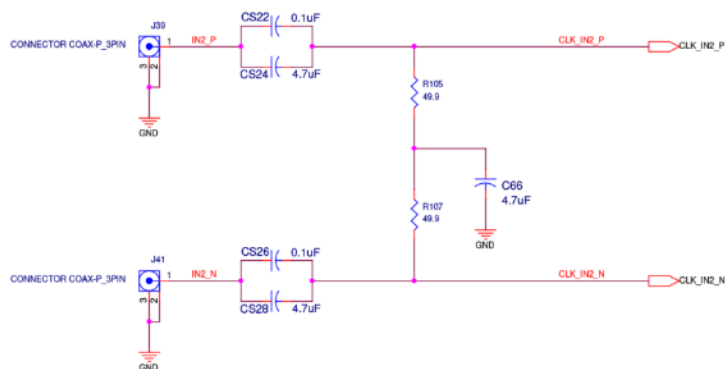 J39
CONNECTOR COAX-P_3PIN
1
IN2_P
3
2
GND
CS22
0.1uF
CS24
4.7uF
CLK_IN2_P
CLK_IN2_P
R105
49.9
C66
4.7uF
GND
R107
49.9
J41
CONNECTOR COAX-P_3PIN
1
IN2_N
3
2
GND
CS26
0.1uF
CS28
4.7uF
CLK_IN2_N
CLK_IN2_N